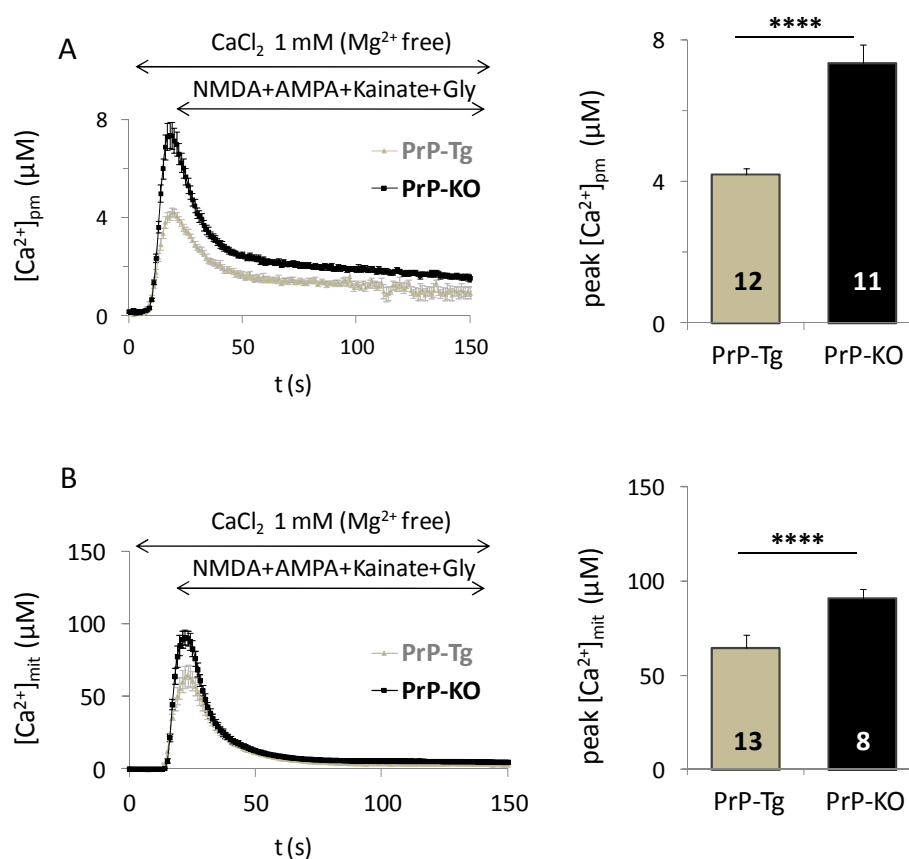 A
CaCl₂ 1 mM (Mg²⁺ free)
NMDA+AMPA+Kainate+Gly
[Ca²⁺]pm (µM)
8
4
0
PrP-Tg
PrP-KO
0 50 100 150
t (s)
****
peak [Ca²⁺]pm (µM)
8
4
0
12 11
PrP-Tg PrP-KO
B
CaCl₂ 1 mM (Mg²⁺ free)
NMDA+AMPA+Kainate+Gly
[Ca²⁺]mit (µM)
150
100
50
0
PrP-Tg
PrP-KO
0 50 100 150
t (s)
****
peak [Ca²⁺]mit (µM)
150
100
50
0
13 8
PrP-Tg PrP-KO